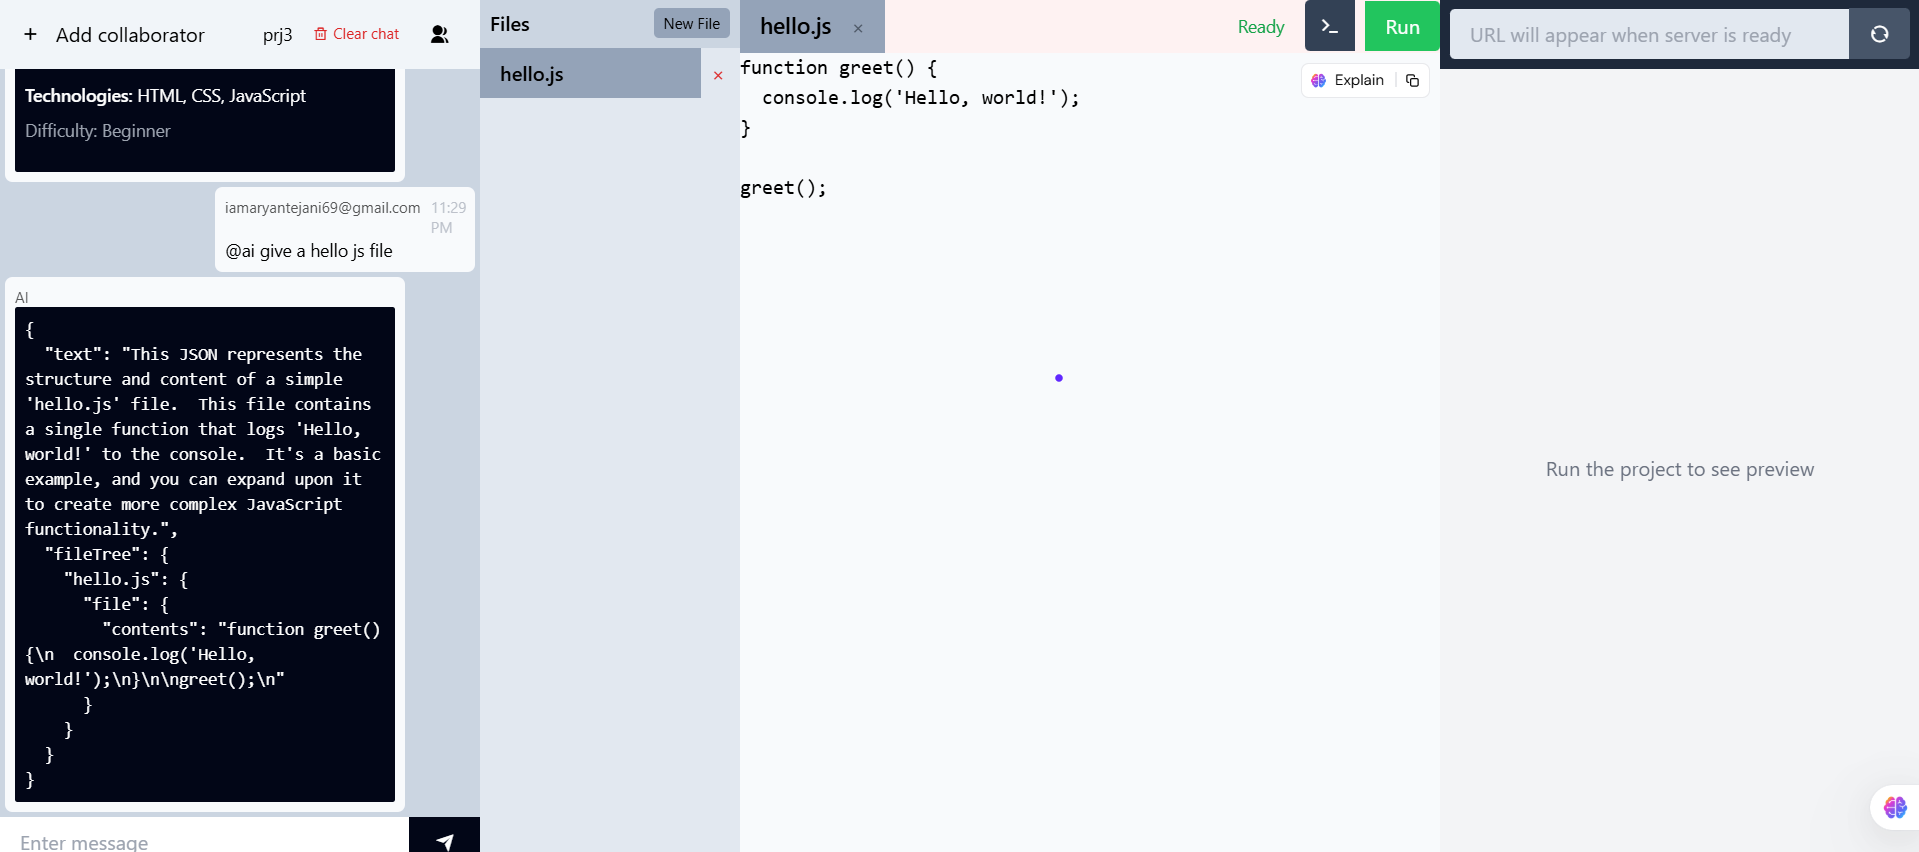 + Add collaborator
prj3
Clear chat
Technologies: HTML, CSS, JavaScript
Difficulty: Beginner
iamaryantejani69@gmail.com 11:29
PM
@ai give a hello js file
AI
{
  "text": "This JSON represents the
structure and content of a simple
'hello.js' file.  This file contains
a single function that logs 'Hello,
world!' to the console.  It's a basic
example, and you can expand upon it
to create more complex JavaScript
functionality.",
  "fileTree": {
    "hello.js": {
      "file": {
        "contents": "function greet()
{\n  console.log('Hello,
world!');\n}\n\ngreet();\n"
      }
    }
  }
}
Enter message
Files
New File
hello.js ×
hello.js ×
Ready
>_
Run
function greet() {
  console.log('Hello, world!');
}
greet();
Explain
URL will appear when server is ready
Run the project to see preview